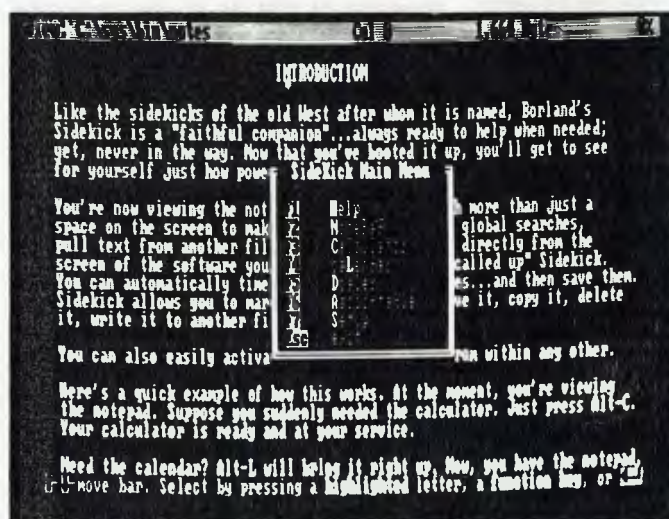 INTRODUCTION
Like the sidekicks of the old West after whom it is named, Borland's
Sidekick is a "faithful companion"...always ready to help when needed;
yet, never in the way. Now that you've booted it up, you'll get to see
for yourself just how powe
SideKick Main Menu
You're now viewing the not more than just a
space on the screen to mak global searches,
pull text from another fil directly from the
screen of the software you called up" Sidekick.
You can automatically time s...and then save them.
Sidekick allows you to mar e it, copy it, delete
it, write it to another fi
F1 Help
N
C
L
D
A
S
You can also easily activa within any other.
Here's a quick example of how this works. At the moment, you're viewing
the notepad. Suppose you suddenly needed the calculator. Just press Alt-C.
Your calculator is ready and at your service.
Need the calendar? Alt-L will bring it right up. Now, you have the notepad,
move bar. Select by pressing a highlighted letter, a function key, or